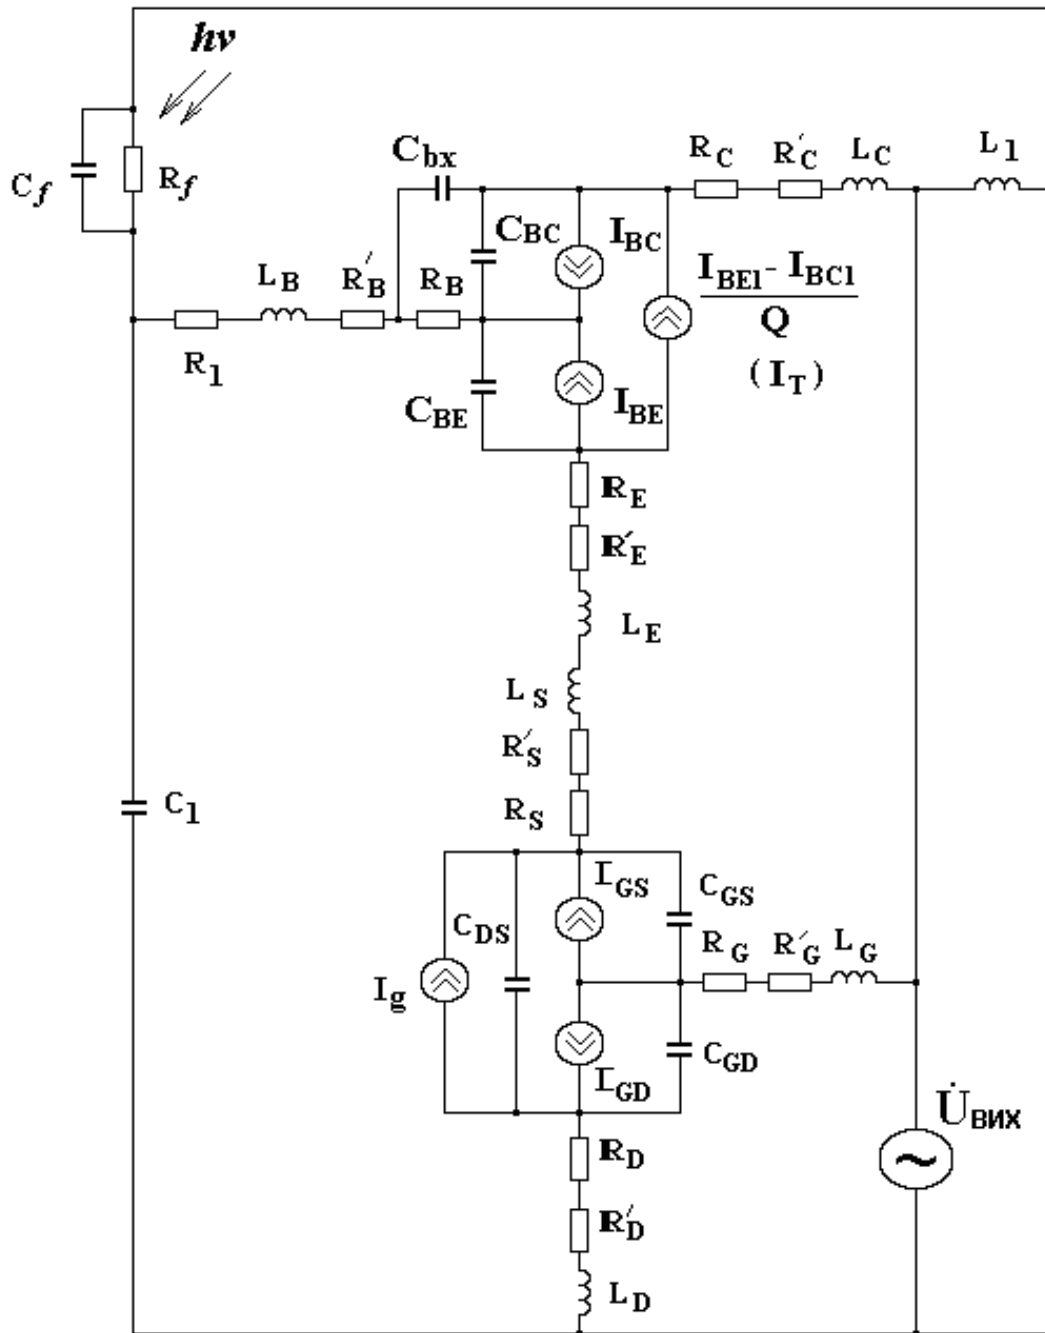 hν
C_bx
R_C
R′_C
L_C
L_1
C_f
R_f
C_BC
I_BC
L_B
R′_B
R_B
I_BE1 - I_BC1
Q
(I_T)
R_1
C_BE
I_BE
R_E
R′_E
L_E
L_S
R′_S
C_1
R_S
I_GS
C_GS
C_DS
R_G
R′_G
L_G
I_g
C_GD
I_GD
U̇_ВИХ
R_D
R′_D
L_D